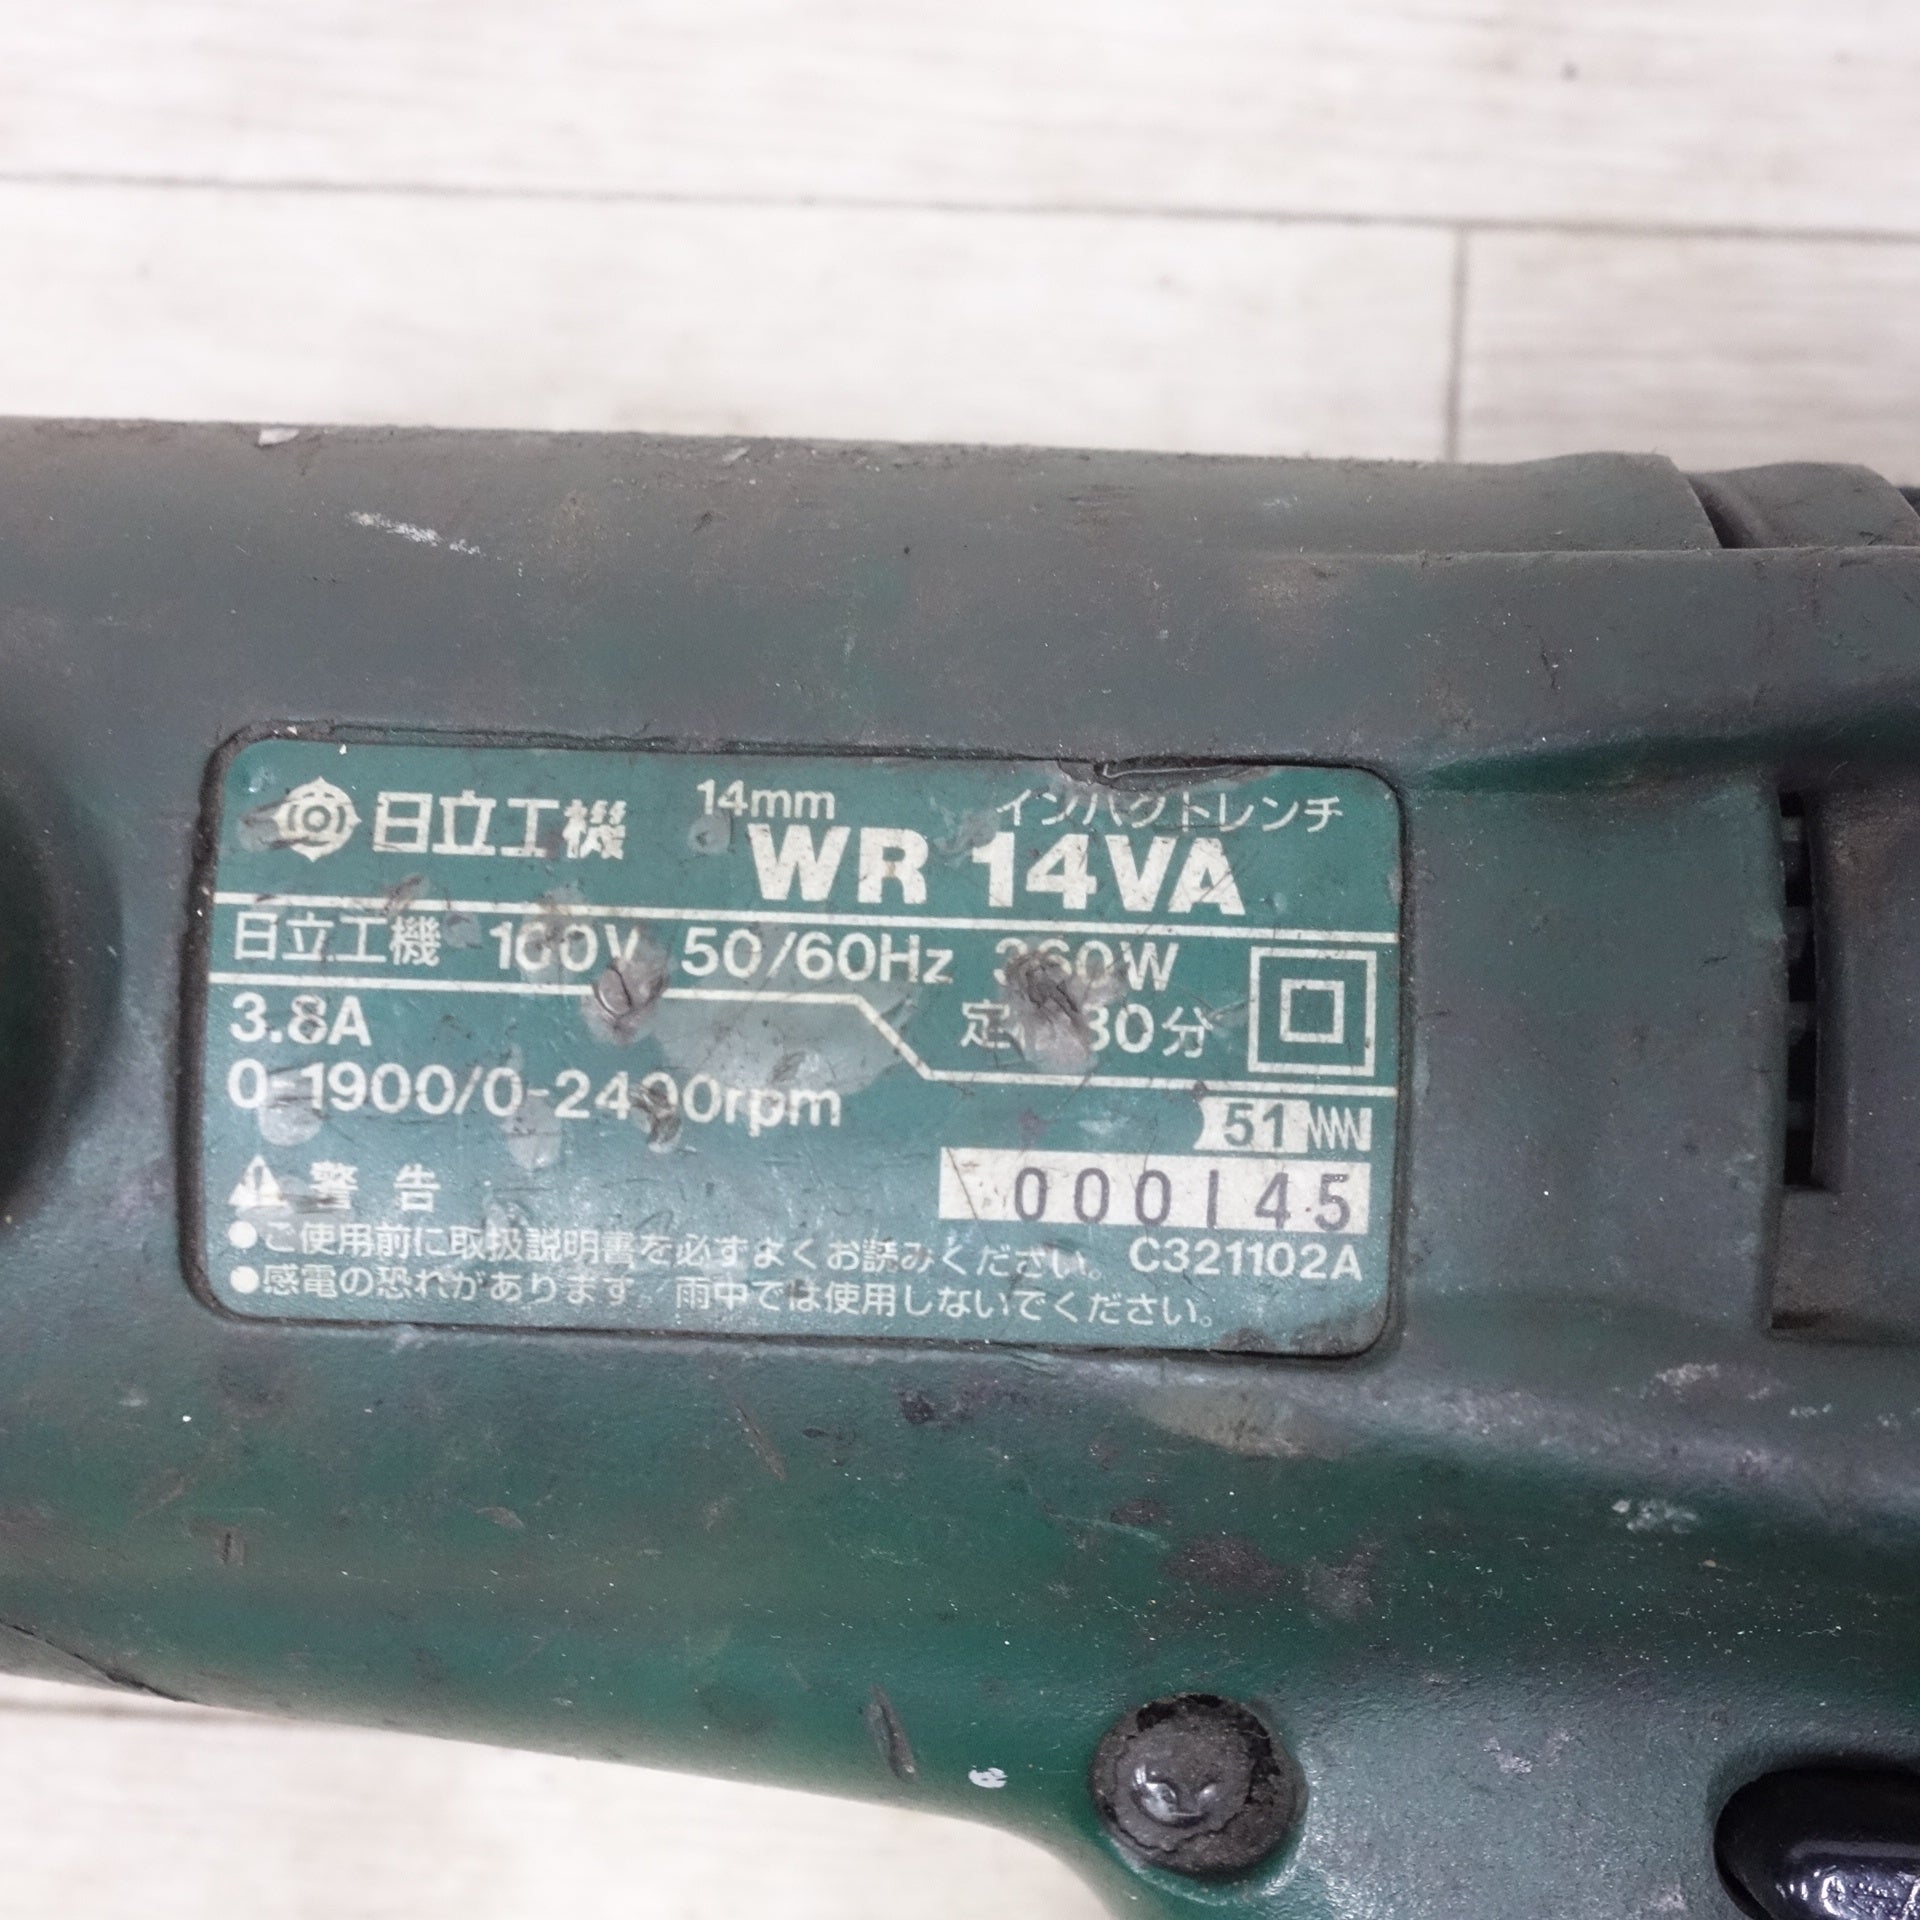 日立工機 14mm インパクトレンチ
WR 14VA
日立工機 100V 50/60Hz 360W
3.8A 30分
0-1900/0-2400rpm
51
警告
000145
●ご使用前に取扱説明書を必ずよくお読みください。 C321102A
●感電の恐れがあります 雨中では使用しないでください。